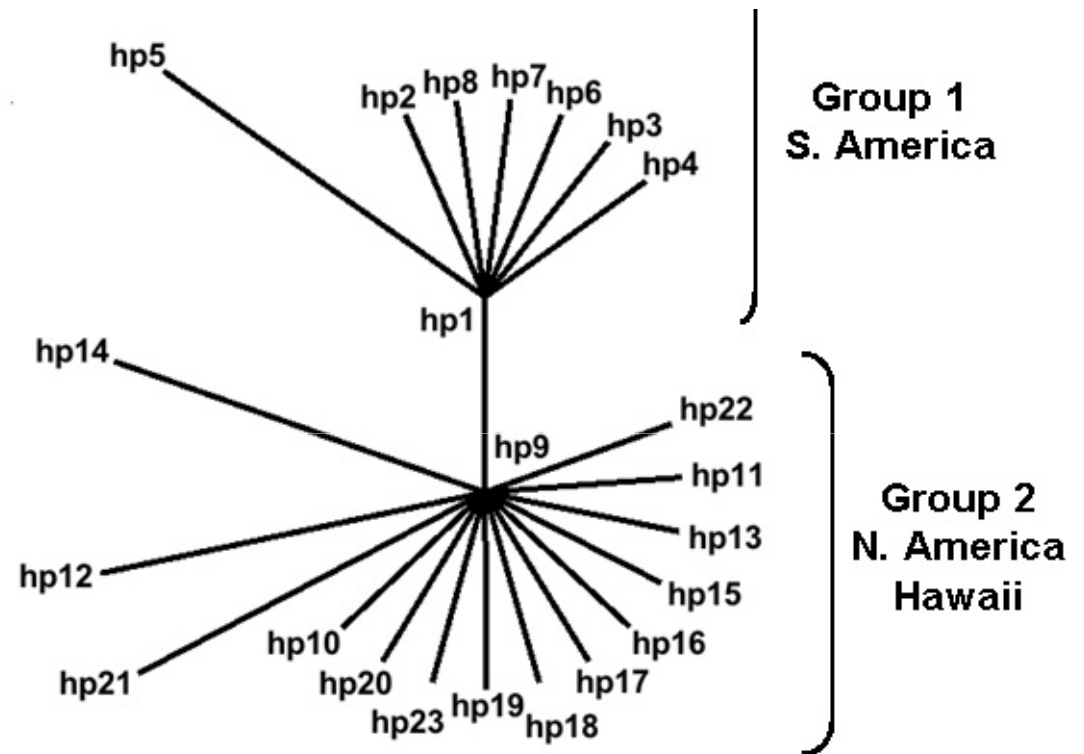 hp5
hp2
hp8
hp7
hp6
hp3
hp4
Group 1
S. America
hp1
hp14
hp22
hp9
hp11
hp13
hp12
hp15
hp10
hp16
hp21
hp20
hp17
hp23
hp19
hp18
Group 2
N. America
Hawaii